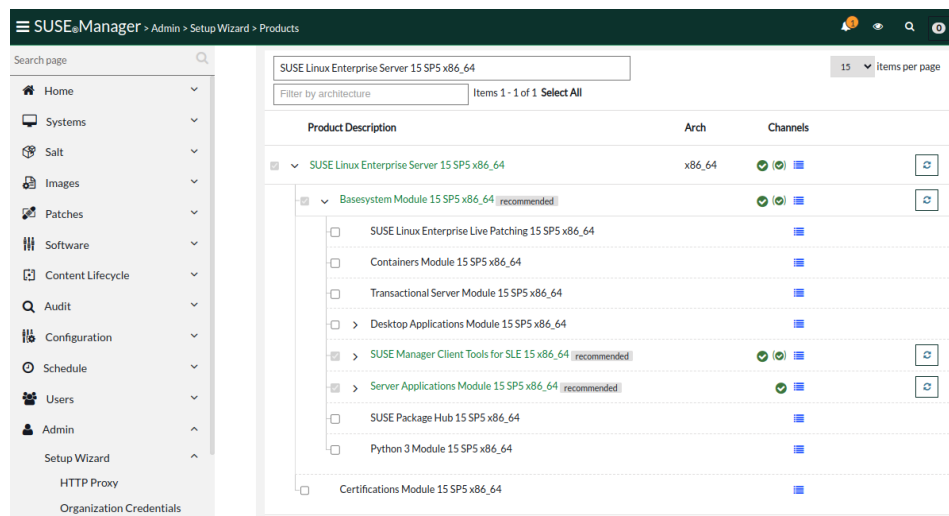 SUSE®Manager > Admin > Setup Wizard > Products
1
0
Search page
Home
Systems
Salt
Images
Patches
Software
Content Lifecycle
Audit
Configuration
Schedule
Users
Admin
Setup Wizard
HTTP Proxy
Organization Credentials
SUSE Linux Enterprise Server 15 SP5 x86_64
15 items per page
Filter by architecture
Items 1 - 1 of 1 Select All
Product Description Arch Channels
SUSE Linux Enterprise Server 15 SP5 x86_64 x86_64
Basesystem Module 15 SP5 x86_64 recommended
SUSE Linux Enterprise Live Patching 15 SP5 x86_64
Containers Module 15 SP5 x86_64
Transactional Server Module 15 SP5 x86_64
Desktop Applications Module 15 SP5 x86_64
SUSE Manager Client Tools for SLE 15 x86_64 recommended
Server Applications Module 15 SP5 x86_64 recommended
SUSE Package Hub 15 SP5 x86_64
Python 3 Module 15 SP5 x86_64
Certifications Module 15 SP5 x86_64